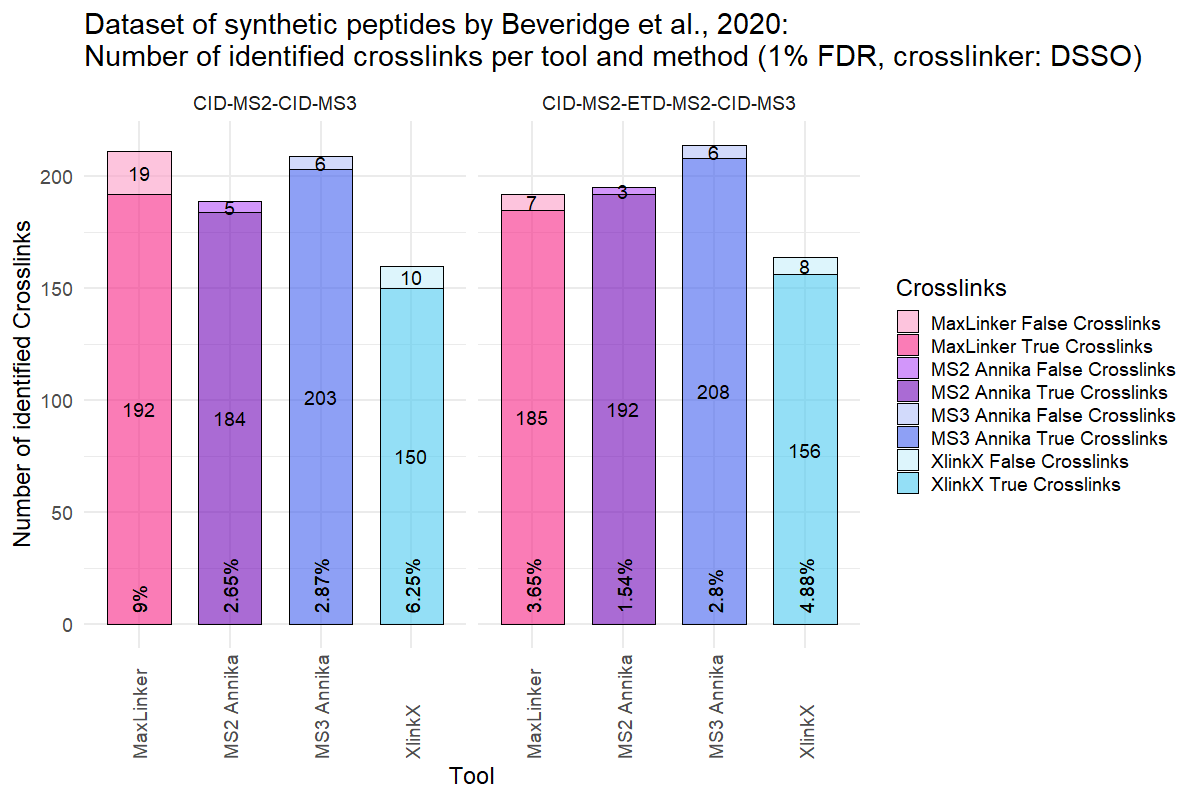 Dataset of synthetic peptides by Beveridge et al., 2020:
Number of identified crosslinks per tool and method (1% FDR, crosslinker: DSSO)
CID-MS2-CID-MS3
CID-MS2-ETD-MS2-CID-MS3
Number of identified Crosslinks
200
150
100
50
0
19
192
9%
5
184
2.65%
6
203
2.87%
10
150
6.25%
7
185
3.65%
3
192
1.54%
6
208
2.8%
8
156
4.88%
MaxLinker
MS2 Annika
MS3 Annika
XlinkX
MaxLinker
MS2 Annika
MS3 Annika
XlinkX
Tool
Crosslinks
MaxLinker False Crosslinks
MaxLinker True Crosslinks
MS2 Annika False Crosslinks
MS2 Annika True Crosslinks
MS3 Annika False Crosslinks
MS3 Annika True Crosslinks
XlinkX False Crosslinks
XlinkX True Crosslinks